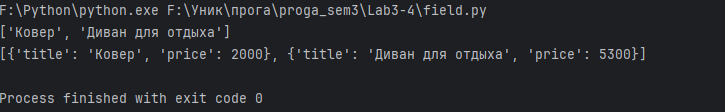 F:\Python\python.exe F:\Уник\прога\proga_sem3\Lab3-4\field.py
['Ковер', 'Диван для отдыха']
[{'title': 'Ковер', 'price': 2000}, {'title': 'Диван для отдыха', 'price': 5300}]
Process finished with exit code 0